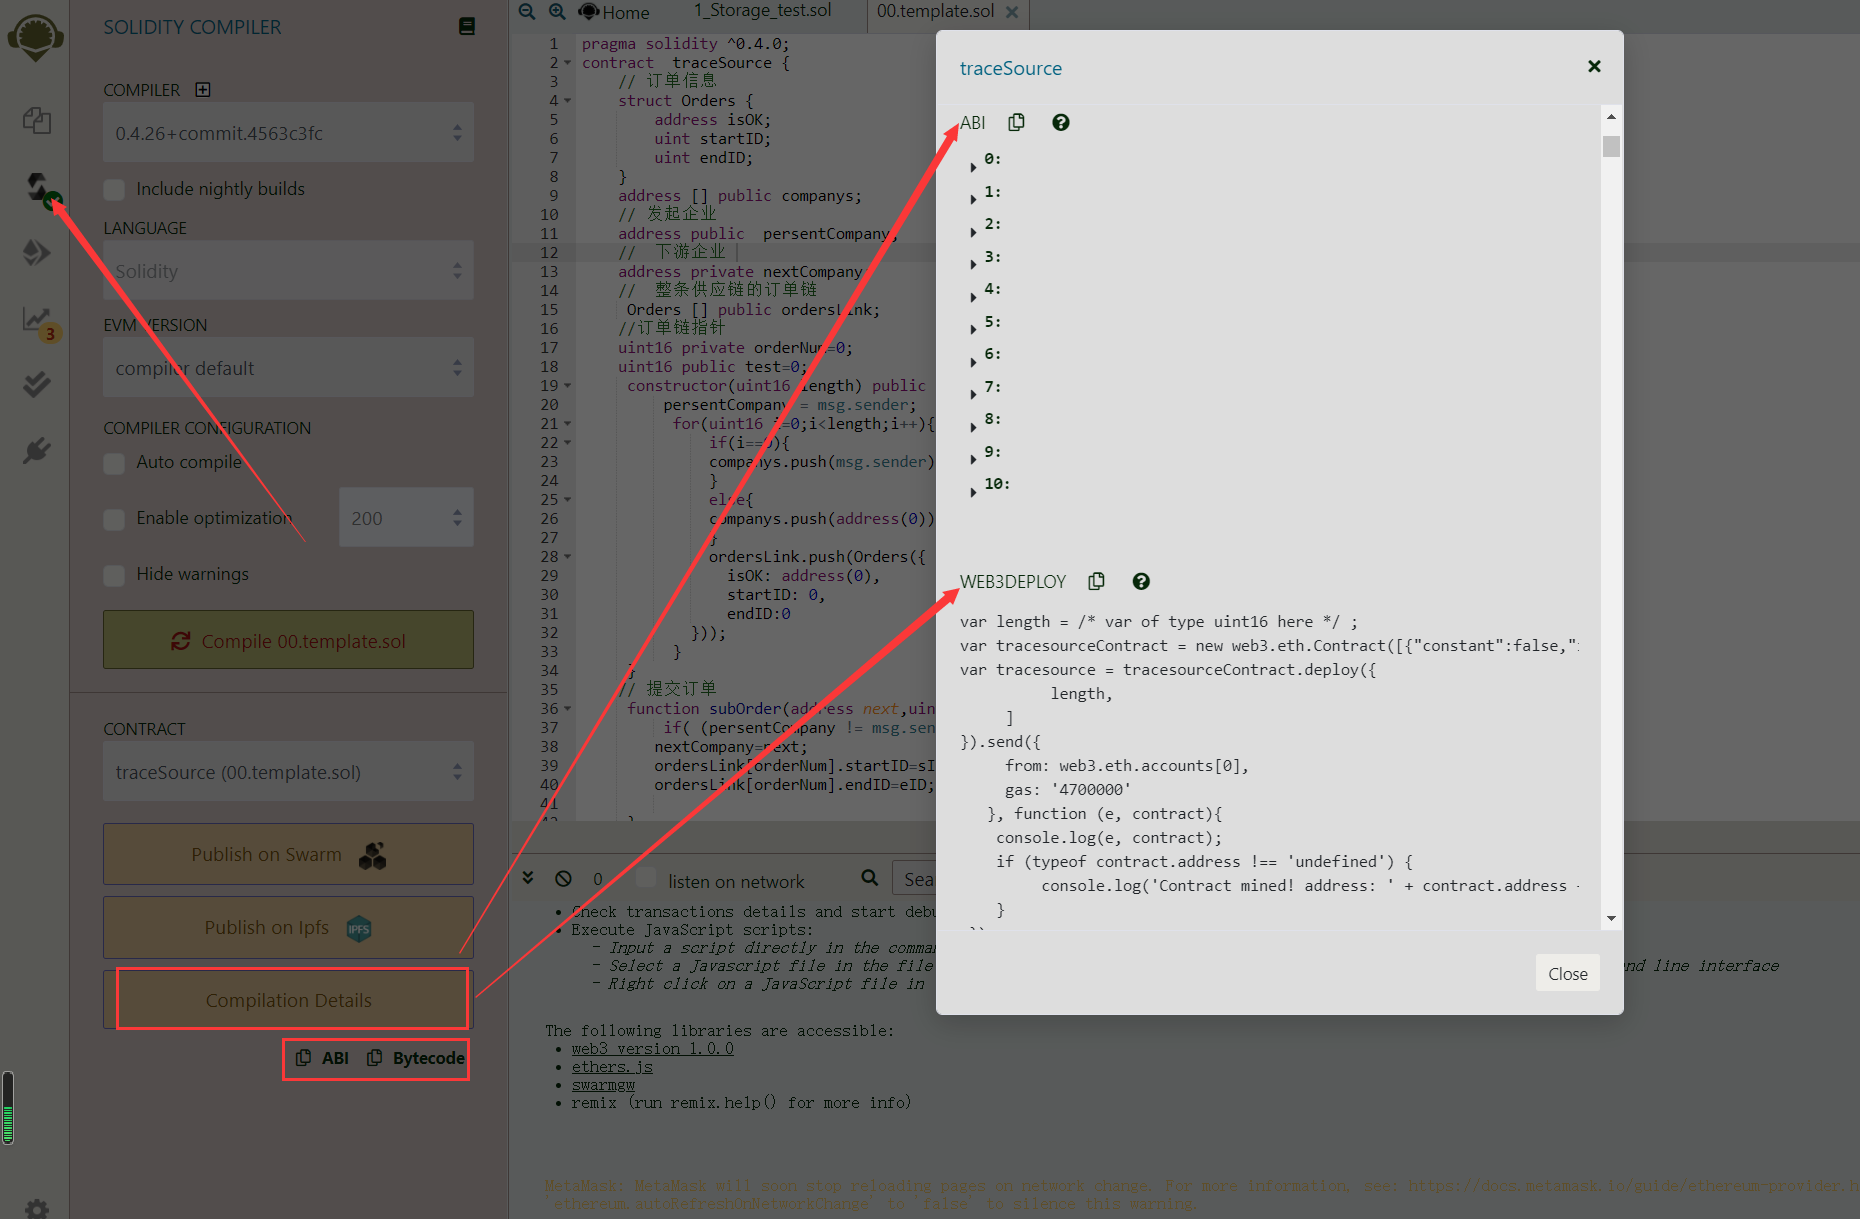 SOLIDITY COMPILER
COMPILER
0.4.26+commit.4563c3fc
Include nightly builds
LANGUAGE
Solidity
EVM VERSION
compiler default
COMPILER CONFIGURATION
Auto compile
Enable optimization
200
Hide warnings
Compile 00.template.sol
CONTRACT
traceSource (00.template.sol)
Publish on Swarm
Publish on Ipfs
IPFS
Compilation Details
ABI
Bytecode
3
Home
1_Storage_test.sol
00.template.sol
1 pragma solidity ^0.4.0;
2 contract  traceSource {
3 // 订单信息
4 struct Orders {
5 address isOK;
6 uint startID;
7 uint endID;
8 }
9 address [] public companys;
10 // 发起企业
11 address public  persentCompany;
12 //  下游企业
13 address private nextCompany
14 //  整条供应链的订单链
15 Orders [] public ordersLink;
16 //订单链指针
17 uint16 private orderNum=0;
18 uint16 public test=0;
19 constructor(uint16 length) public
20 persentCompany = msg.sender;
21 for(uint16 i=0;i<length;i++){
22 if(i==0){
23 companys.push(msg.sender)
24 }
25 else{
26 companys.push(address(0))
27 }
28 ordersLink.push(Orders({
29 isOK: address(0),
30 startID: 0,
31 endID:0
32 }));
33 }
34 }
35 // 提交订单
36 function subOrder(address next,uin
37 if( (persentCompany != msg.sen
38 nextCompany=next;
39 ordersLink[orderNum].startID=sI
40 ordersLink[orderNum].endID=eID;
41
42 }
0
listen on network
Sea
Check transactions details and start debu
Execute JavaScript scripts:
- Input a script directly in the comman
- Select a Javascript file in the file
nd line interface
- Right click on a JavaScript file in
The following libraries are accessible:
web3 version 1.0.0
ethers.js
swarmgw
remix (run remix.help() for more info)
MetaMask: MetaMask will soon stop reloading pages on network change. For more information, see: https://docs.metamask.io/guide/ethereum-provider.h
'ethereum.autoRefreshOnNetworkChange' to 'false' to silence this warning.
traceSource
ABI
0:
1:
2:
3:
4:
5:
6:
7:
8:
9:
10:
WEB3DEPLOY
var length = /* var of type uint16 here */ ;
var tracesourceContract = new web3.eth.Contract([{"constant":false,"
var tracesource = tracesourceContract.deploy({
length,
]
}).send({
from: web3.eth.accounts[0],
gas: '4700000'
}, function (e, contract){
console.log(e, contract);
if (typeof contract.address !== 'undefined') {
console.log('Contract mined! address: ' + contract.address
}
})
Close